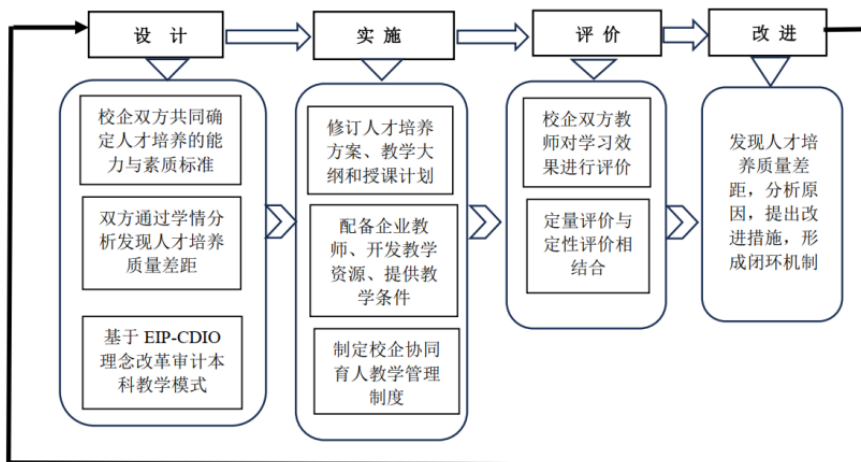 设 计
实 施
评 价
改 进
校企双方共同确
定人才培养的能
力与素质标准
双方通过学情分
析发现人才培养
质量差距
基于 EIP-CDIO
理念改革审计本
科教学模式
修订人才培养
方案、教学大
纲和授课计划
配备企业教
师、开发教学
资源、提供教
学条件
制定校企协同
育人教学管理
制度
校企双方教
师对学习效
果进行评价
定量评价与
定性评价相
结合
发现人才培
养质量差
距，分析原
因，提出改
进措施，形
成闭环机制